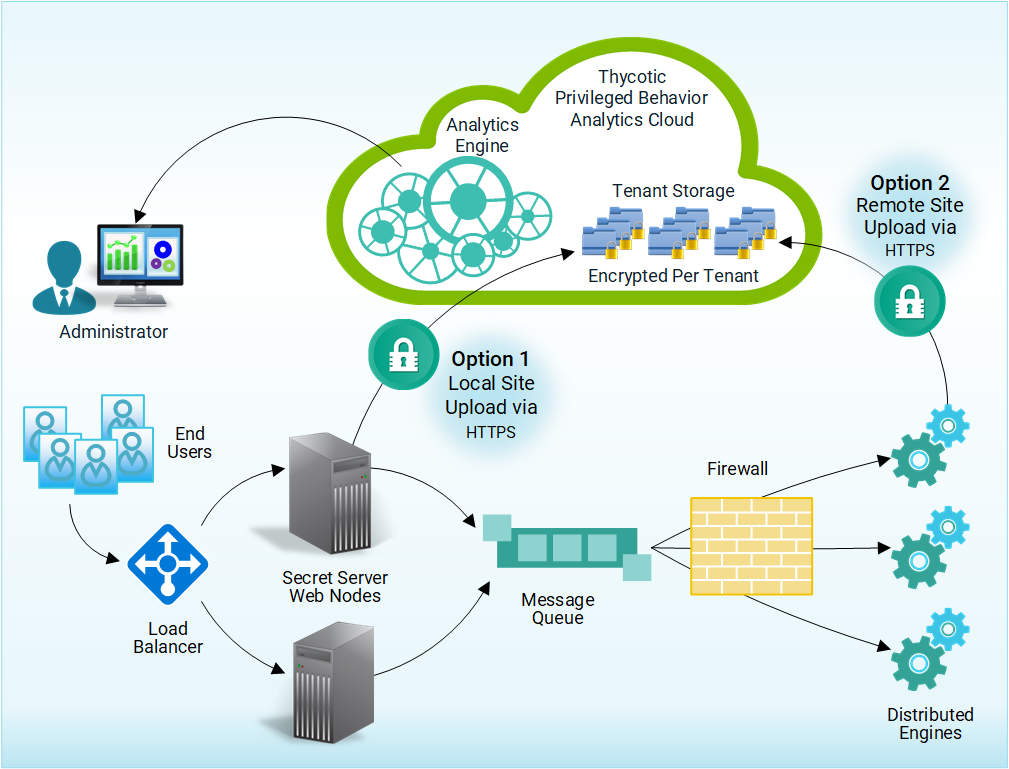 Thycotic
Privileged Behavior
Analytics Cloud
Analytics
Engine
Tenant Storage
Encrypted Per Tenant
Option 2
Remote Site
Upload via
HTTPS
Administrator
Option 1
Local Site
Upload via
HTTPS
End
Users
Firewall
Secret Server
Web Nodes
Message
Queue
Load
Balancer
Distributed
Engines